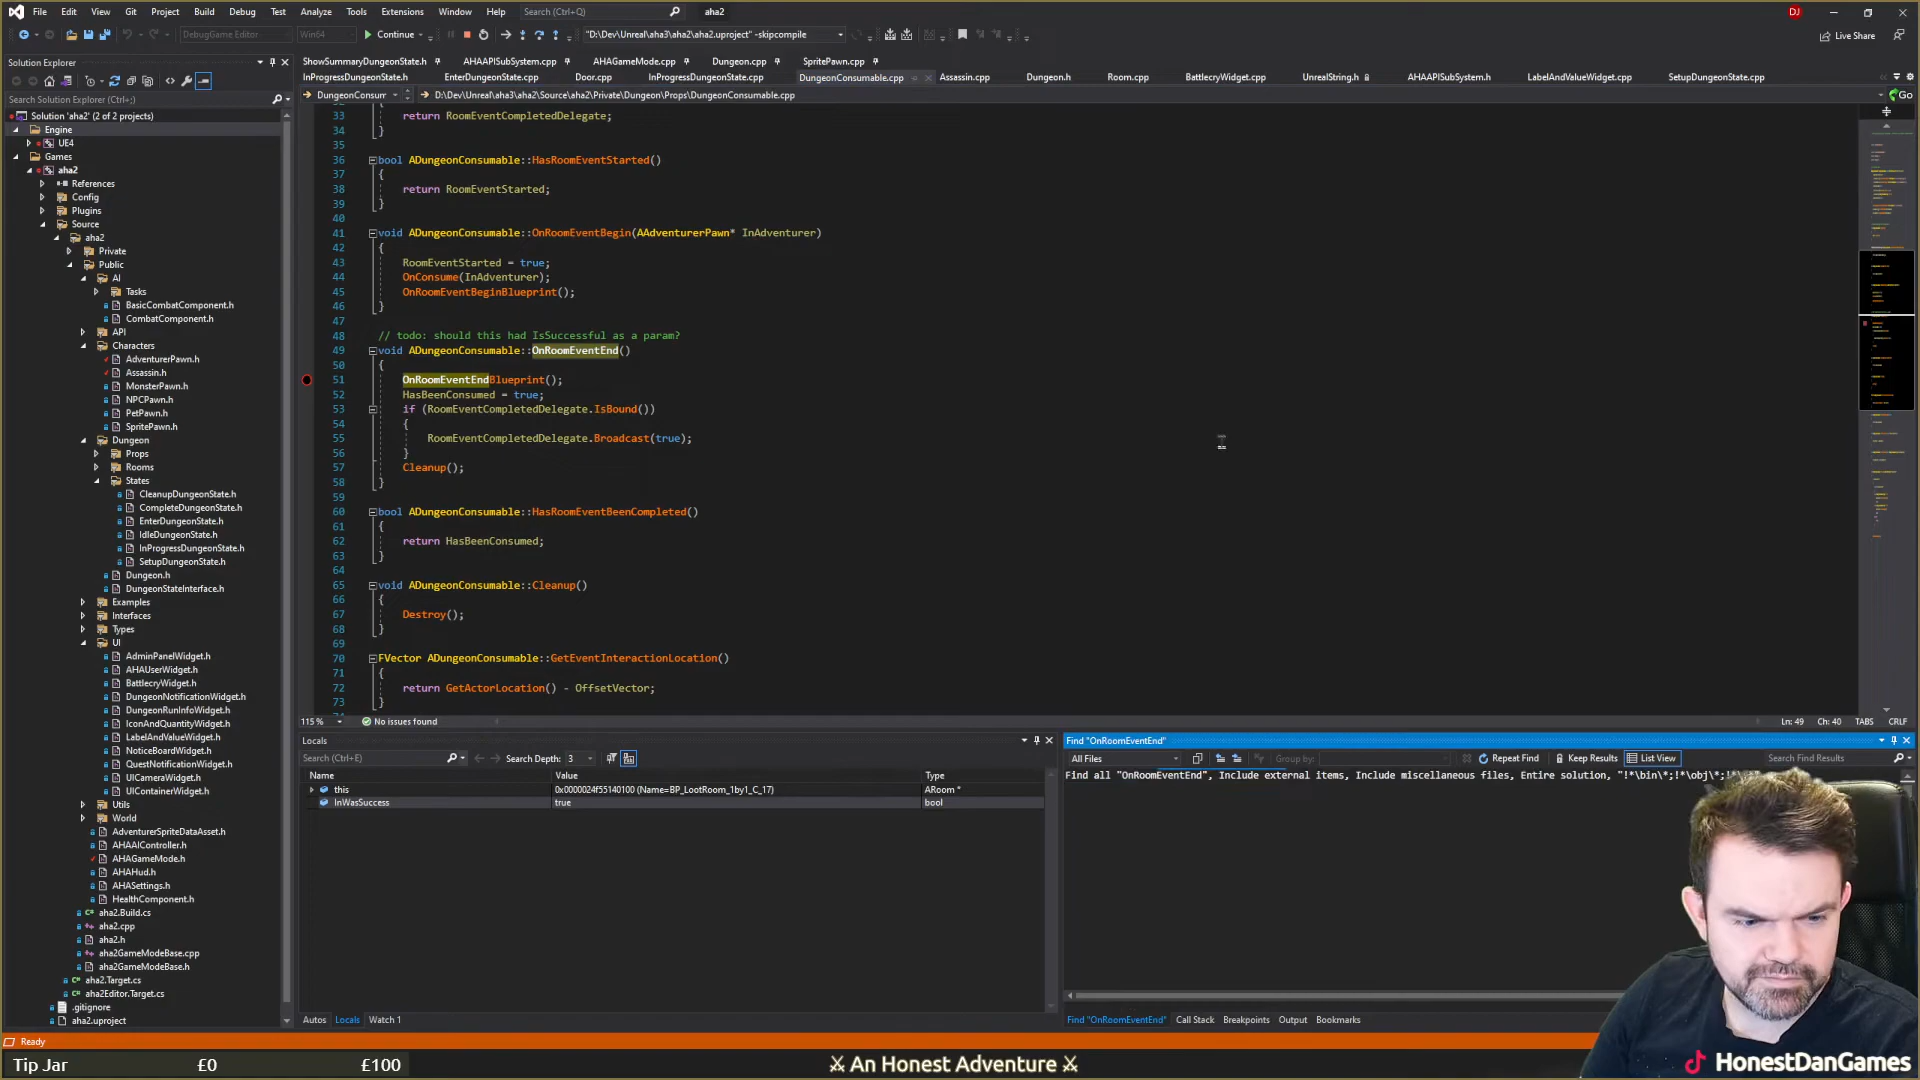 File Edit View Git Project Build Debug Test Analyze Tools Extensions Window Help Search (Ctrl+Q) aha2 DJ
DebugGame Editor Win64 Continue "D:\Dev\Unreal\aha3\aha2\aha2.uproject" -skipcompile Live Share
Solution Explorer
Search Solution Explorer (Ctrl+;)
Solution 'aha2' (2 of 2 projects)
Engine
UE4
Games
aha2
References
Config
Plugins
Source
aha2
Private
Public
AI
Tasks
BasicCombatComponent.h
CombatComponent.h
API
Characters
AdventurerPawn.h
Assassin.h
MonsterPawn.h
NPCPawn.h
PetPawn.h
SpritePawn.h
Dungeon
Props
Rooms
States
CleanupDungeonState.h
CompleteDungeonState.h
EnterDungeonState.h
IdleDungeonState.h
InProgressDungeonState.h
SetupDungeonState.h
Dungeon.h
DungeonStateInterface.h
Examples
Interfaces
Types
UI
AdminPanelWidget.h
AHAUserWidget.h
BattlecryWidget.h
DungeonNotificationWidget.h
DungeonRunInfoWidget.h
IconAndQuantityWidget.h
LabelAndValueWidget.h
NoticeBoardWidget.h
QuestNotificationWidget.h
UICameraWidget.h
UIContainerWidget.h
Utils
World
AdventurerSpriteDataAsset.h
AHAAIController.h
AHAGameMode.h
AHAHud.h
AHASettings.h
HealthComponent.h
aha2.Build.cs
aha2.cpp
aha2.h
aha2GameModeBase.cpp
aha2GameModeBase.h
aha2.Target.cs
aha2Editor.Target.cs
.gitignore
aha2.uproject
ShowSummaryDungeonState.h AHAAPISubSystem.cpp AHAGameMode.cpp Dungeon.cpp SpritePawn.cpp
InProgressDungeonState.h EnterDungeonState.cpp Door.cpp InProgressDungeonState.cpp DungeonConsumable.cpp Assassin.cpp Dungeon.h Room.cpp BattlecryWidget.cpp UnrealString.h AHAAPISubSystem.h LabelAndValueWidget.cpp SetupDungeonState.cpp
DungeonConsum D:\Dev\Unreal\aha3\aha2\Source\aha2\Private\Dungeon\Props\DungeonConsumable.cpp Go
33 return RoomEventCompletedDelegate;
34 }
35
36 bool ADungeonConsumable::HasRoomEventStarted()
37 {
38 return RoomEventStarted;
39 }
40
41 void ADungeonConsumable::OnRoomEventBegin(AAdventurerPawn* InAdventurer)
42 {
43 RoomEventStarted = true;
44 OnConsume(InAdventurer);
45 OnRoomEventBeginBlueprint();
46 }
47
48 // todo: should this had IsSuccessful as a param?
49 void ADungeonConsumable::OnRoomEventEnd()
50 {
51 OnRoomEventEndBlueprint();
52 HasBeenConsumed = true;
53 if (RoomEventCompletedDelegate.IsBound())
54 {
55 RoomEventCompletedDelegate.Broadcast(true);
56 }
57 Cleanup();
58 }
59
60 bool ADungeonConsumable::HasRoomEventBeenCompleted()
61 {
62 return HasBeenConsumed;
63 }
64
65 void ADungeonConsumable::Cleanup()
66 {
67 Destroy();
68 }
69
70 FVector ADungeonConsumable::GetEventInteractionLocation()
71 {
72 return GetActorLocation() - OffsetVector;
73 }
115 % No issues found Ln: 49 Ch: 40 TABS CRLF
Locals
Search (Ctrl+E) Search Depth: 3
Name Value Type
this 0x0000024f55140100 (Name=BP_LootRoom_1by1_C_17) ARoom *
InWasSuccess true bool
Autos Locals Watch 1
Find "OnRoomEventEnd"
All Files Group by: Repeat Find Keep Results List View Search Find Results
Find all "OnRoomEventEnd", Include external items, Include miscellaneous files, Entire solution, "!*\bin\*;!*\obj\*;!*\
Find "OnRoomEventEnd" Call Stack Breakpoints Output Bookmarks
Ready
Tip Jar £0 £100 ⚔ An Honest Adventure ⚔ HonestDanGames